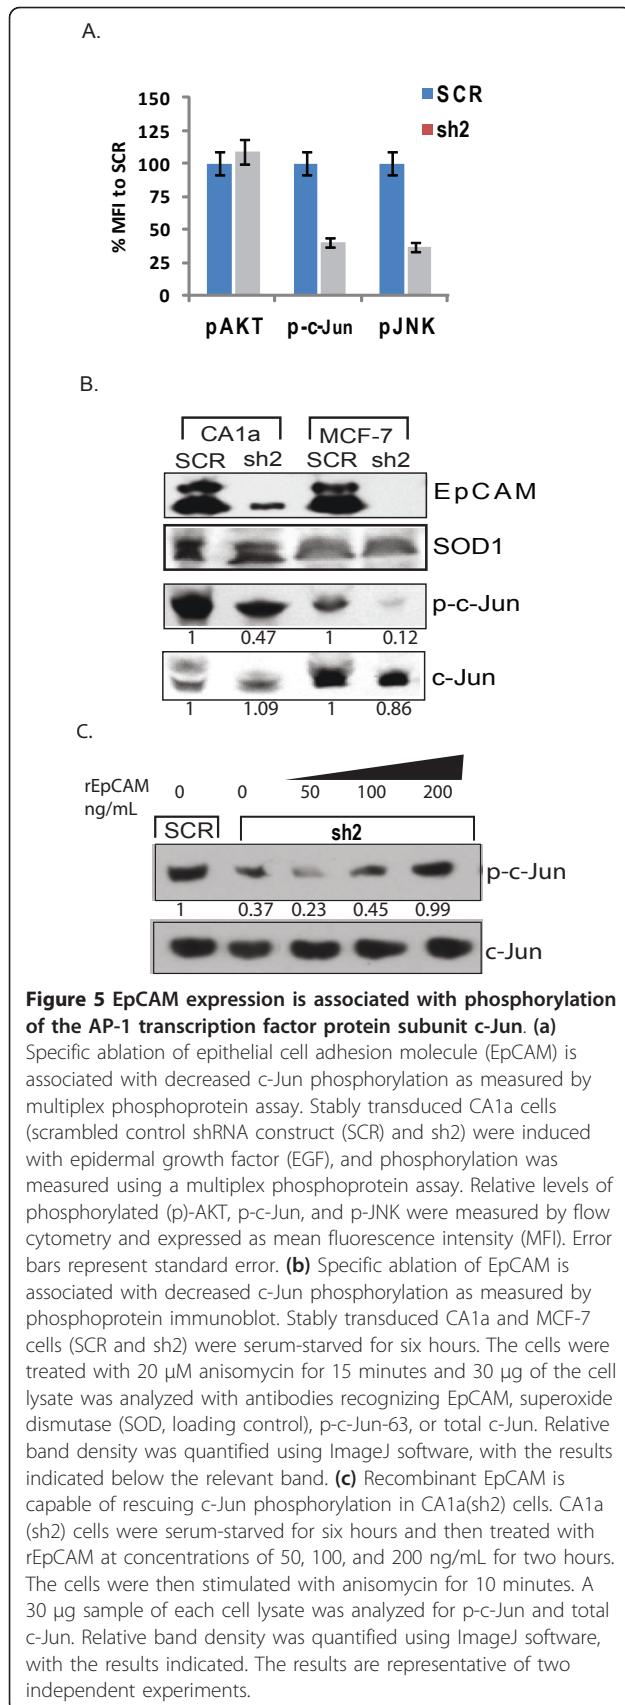 A.
150
125
100
75
50
25
0
% MFI to SCR
SCR
sh2
pAKT p-c-Jun pJNK
B.
CA1a MCF-7
SCR sh2 SCR sh2
EpCAM
SOD1
p-c-Jun
1 0.47 1 0.12
c-Jun
1 1.09 1 0.86
C.
rEpCAM 0 0 50 100 200
ng/mL
SCR sh2
p-c-Jun
1 0.37 0.23 0.45 0.99
c-Jun
Figure 5 EpCAM expression is associated with phosphorylation
of the AP-1 transcription factor protein subunit c-Jun. (a)
Specific ablation of epithelial cell adhesion molecule (EpCAM) is
associated with decreased c-Jun phosphorylation as measured by
multiplex phosphoprotein assay. Stably transduced CA1a cells
(scrambled control shRNA construct (SCR) and sh2) were induced
with epidermal growth factor (EGF), and phosphorylation was
measured using a multiplex phosphoprotein assay. Relative levels of
phosphorylated (p)-AKT, p-c-Jun, and p-JNK were measured by flow
cytometry and expressed as mean fluorescence intensity (MFI). Error
bars represent standard error. (b) Specific ablation of EpCAM is
associated with decreased c-Jun phosphorylation as measured by
phosphoprotein immunoblot. Stably transduced CA1a and MCF-7
cells (SCR and sh2) were serum-starved for six hours. The cells were
treated with 20 μM anisomycin for 15 minutes and 30 μg of the cell
lysate was analyzed with antibodies recognizing EpCAM, superoxide
dismutase (SOD, loading control), p-c-Jun-63, or total c-Jun. Relative
band density was quantified using ImageJ software, with the results
indicated below the relevant band. (c) Recombinant EpCAM is
capable of rescuing c-Jun phosphorylation in CA1a(sh2) cells. CA1a
(sh2) cells were serum-starved for six hours and then treated with
rEpCAM at concentrations of 50, 100, and 200 ng/mL for two hours.
The cells were then stimulated with anisomycin for 10 minutes. A
30 μg sample of each cell lysate was analyzed for p-c-Jun and total
c-Jun. Relative band density was quantified using ImageJ software,
with the results indicated. The results are representative of two
independent experiments.